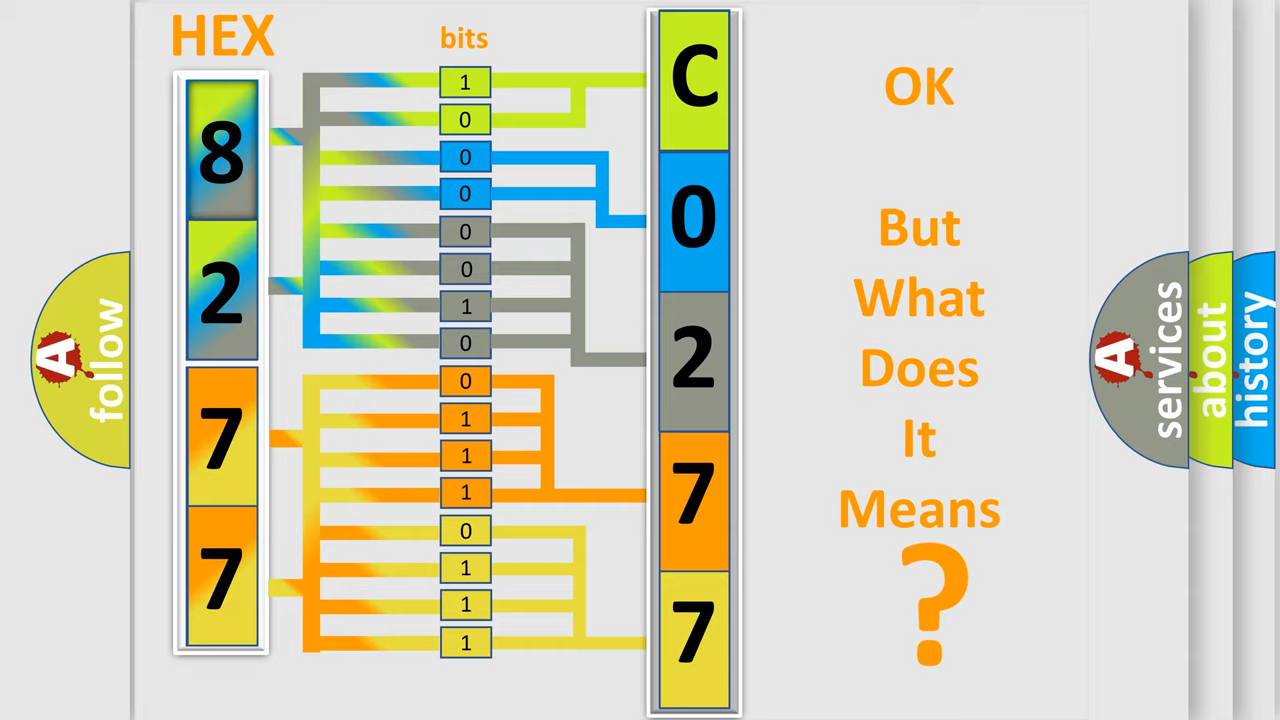 HEX
bits
8
2
7
7
1
0
0
0
0
0
1
0
0
1
1
1
0
1
1
1
C
0
2
7
7
OK
But
What
Does
It
Means
?
A
follow
A
services
about
history